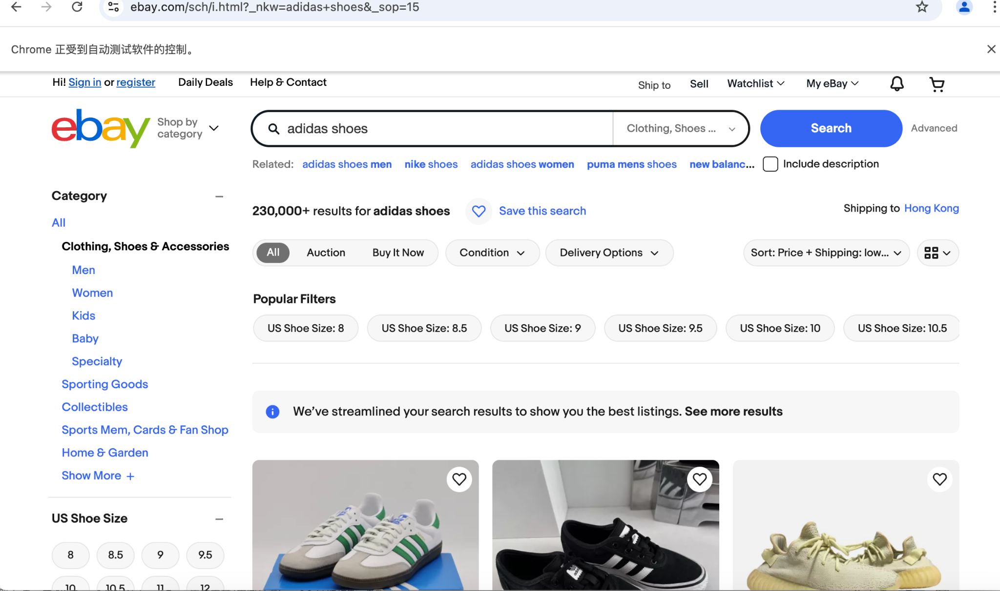 ebay.com/sch/i.html?_nkw=adidas+shoes&_sop=15
Chrome 正受到自动测试软件的控制。
Hi! Sign in or register Daily Deals Help & Contact Ship to Sell Watchlist My eBay
ebay Shop by category adidas shoes Clothing, Shoes ... Search Advanced
Related: adidas shoes men nike shoes adidas shoes women puma mens shoes new balanc... Include description
Category
All
Clothing, Shoes & Accessories
Men
Women
Kids
Baby
Specialty
Sporting Goods
Collectibles
Sports Mem, Cards & Fan Shop
Home & Garden
Show More +
US Shoe Size
8 8.5 9 9.5
10 10.5 11 12
230,000+ results for adidas shoes Save this search Shipping to Hong Kong
All Auction Buy It Now Condition Delivery Options Sort: Price + Shipping: low...
Popular Filters
US Shoe Size: 8 US Shoe Size: 8.5 US Shoe Size: 9 US Shoe Size: 9.5 US Shoe Size: 10 US Shoe Size: 10.5
We've streamlined your search results to show you the best listings. See more results
adidas